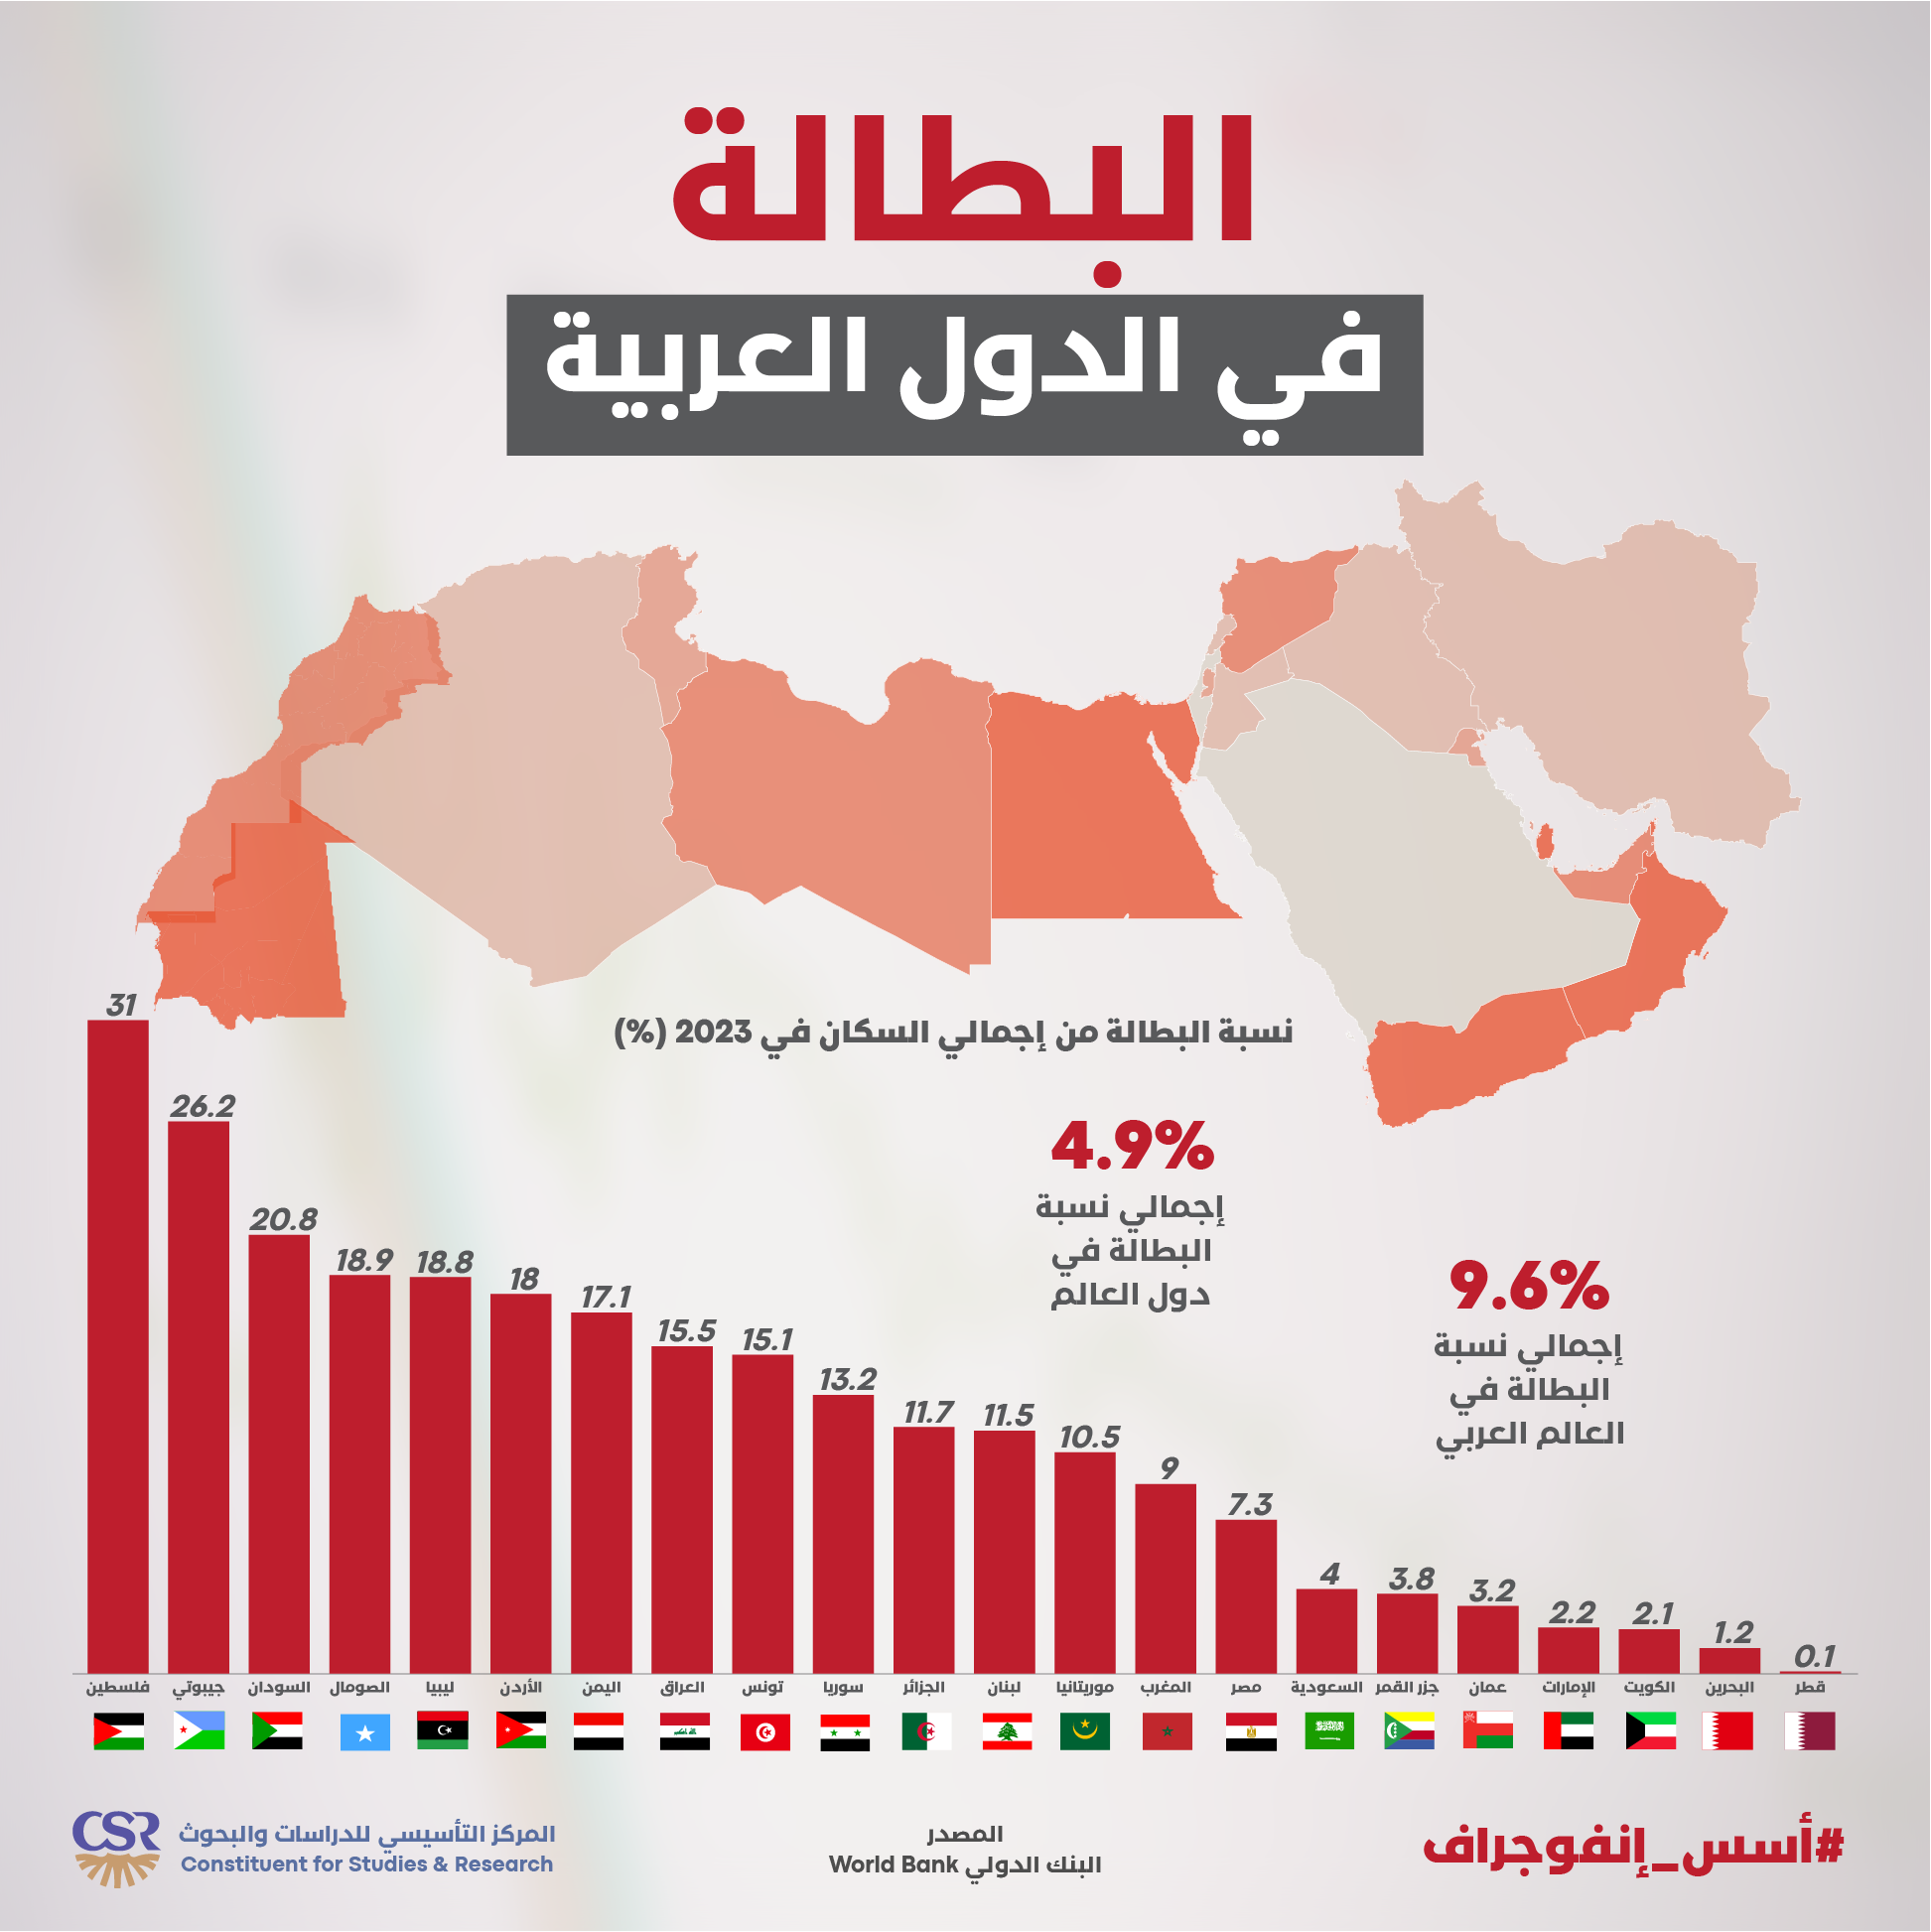 البطالة
في الدول العربية
نسبة البطالة من إجمالي السكان في 2023 (%)
4.9%
إجمالي نسبة
البطالة في
دول العالم
9.6%
إجمالي نسبة
البطالة في
العالم العربي
31
26.2
20.8
18.9
18.8
18
17.1
15.5
15.1
13.2
11.7
11.5
10.5
9
7.3
4
3.8
3.2
2.2
2.1
1.2
0.1
فلسطين
جيبوتي
السودان
الصومال
ليبيا
الأردن
اليمن
العراق
تونس
سوريا
الجزائر
لبنان
موريتانيا
المغرب
مصر
السعودية
جزر القمر
عمان
الإمارات
الكويت
البحرين
قطر
#أسس_إنفوجراف
المصدر
البنك الدولي World Bank
CSR
المركز التأسيسي للدراسات والبحوث
Constituent for Studies & Research